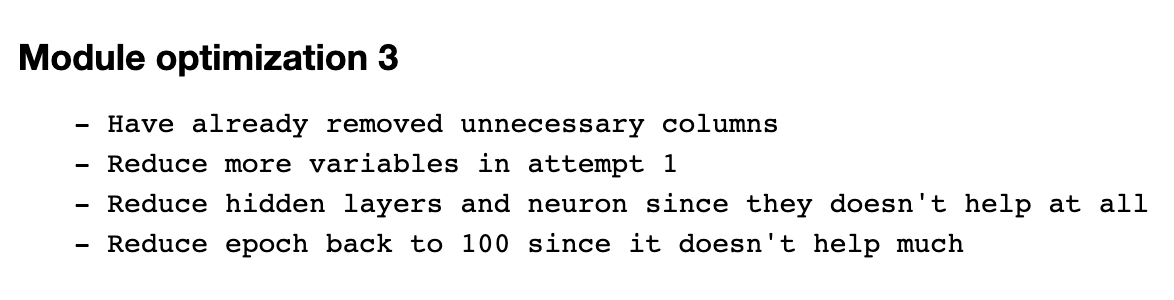 Module optimization 3
- Have already removed unnecessary columns
- Reduce more variables in attempt 1
- Reduce hidden layers and neuron since they doesn't help at all
- Reduce epoch back to 100 since it doesn't help much